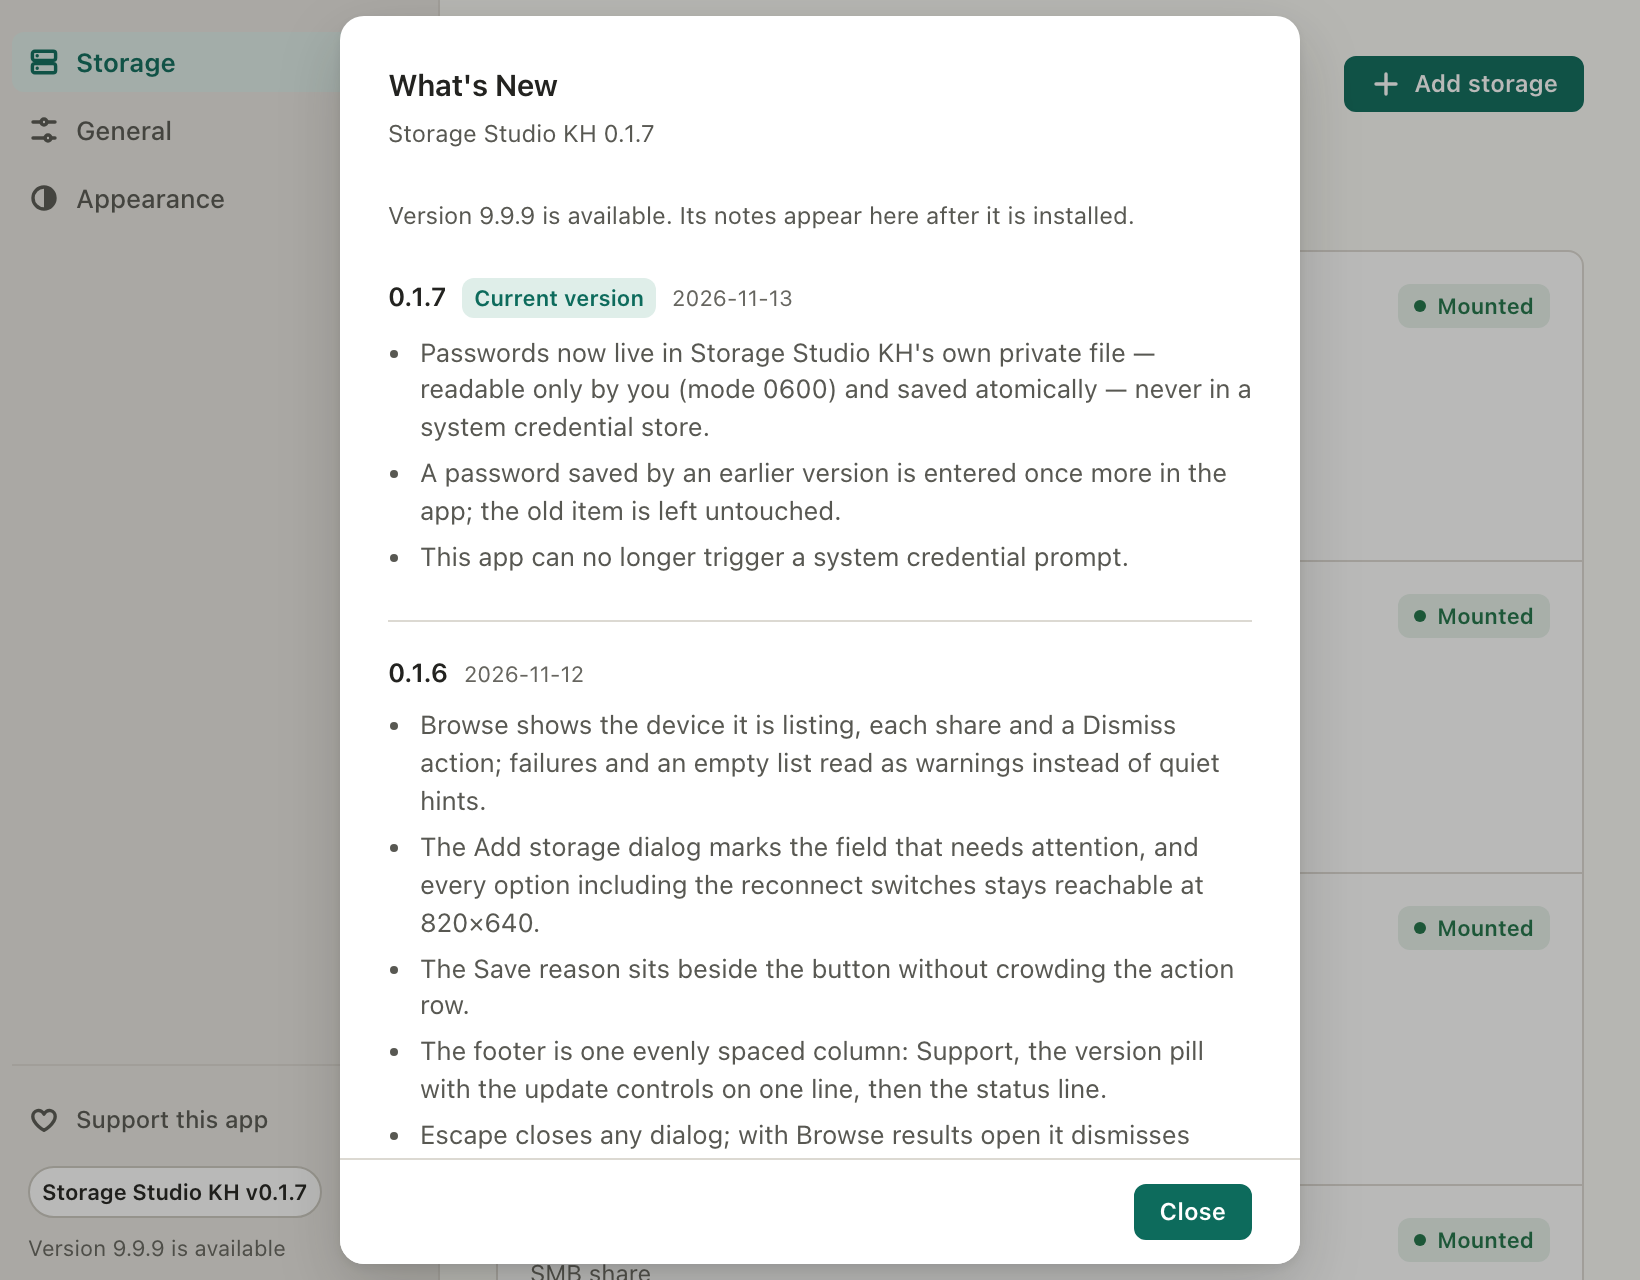 Storage
General
Appearance
Add storage
What's New
Storage Studio KH 0.1.7
Version 9.9.9 is available. Its notes appear here after it is installed.
0.1.7 Current version 2026-11-13
• Passwords now live in Storage Studio KH's own private file —
readable only by you (mode 0600) and saved atomically — never in a
system credential store.
• A password saved by an earlier version is entered once more in the
app; the old item is left untouched.
• This app can no longer trigger a system credential prompt.
0.1.6 2026-11-12
• Browse shows the device it is listing, each share and a Dismiss
action; failures and an empty list read as warnings instead of quiet
hints.
• The Add storage dialog marks the field that needs attention, and
every option including the reconnect switches stays reachable at
820×640.
• The Save reason sits beside the button without crowding the action
row.
• The footer is one evenly spaced column: Support, the version pill
with the update controls on one line, then the status line.
• Escape closes any dialog; with Browse results open it dismisses
Close
Mounted
Mounted
Mounted
Mounted
SMB share
Support this app
Storage Studio KH v0.1.7
Version 9.9.9 is available